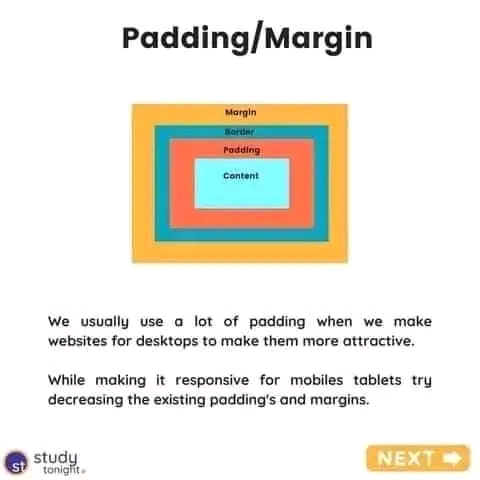 Padding/Margin
Margin
Border
Padding
Content
We usually use a lot of padding when we make
websites for desktops to make them more attractive.
While making it responsive for mobiles tablets try
decreasing the existing padding's and margins.
st study
tonight
NEXT